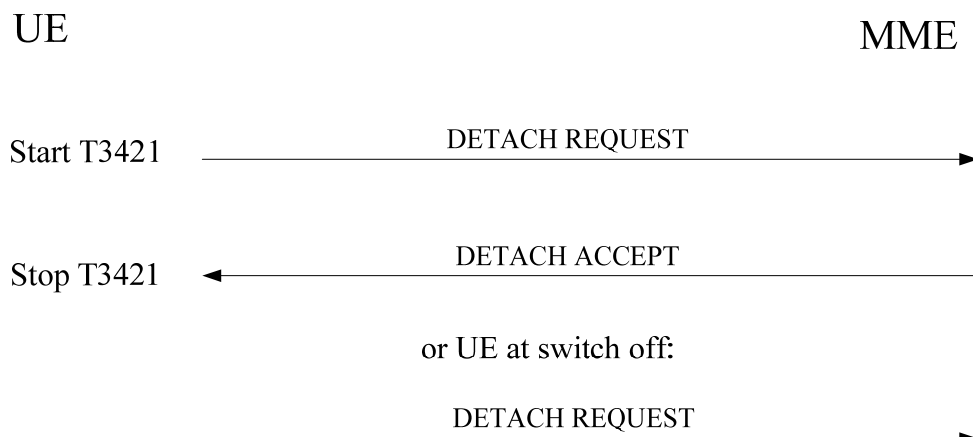 UE
MME
Start T3421
DETACH REQUEST
Stop T3421
DETACH ACCEPT
or UE at switch off:
DETACH REQUEST